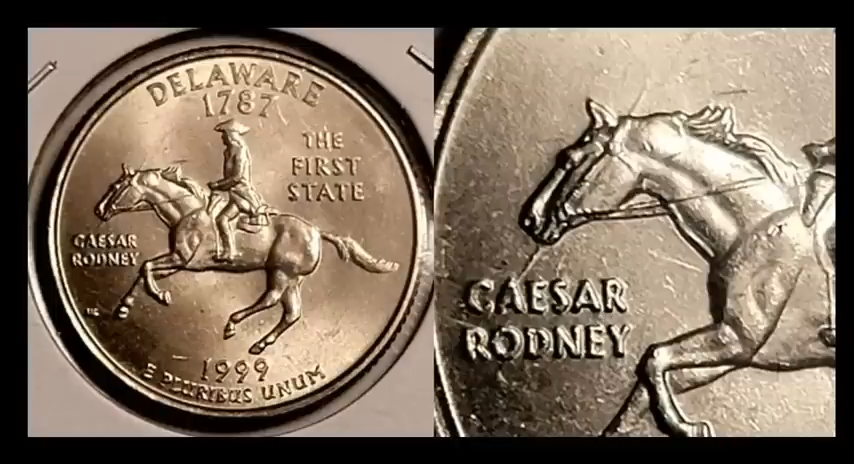 DELAWARE
1787
THE
FIRST
STATE
CAESAR
RODNEY
1999
E PLURIBUS UNUM
CAESAR
RODNEY